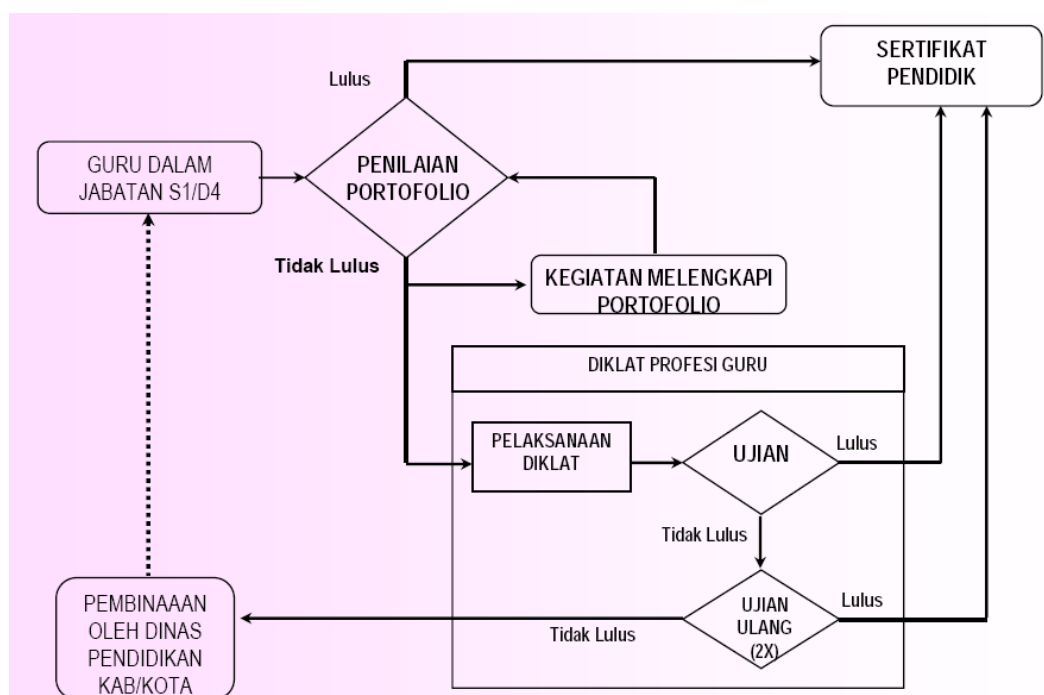 SERTIFIKAT
PENDIDIK
Lulus
GURU DALAM
JABATAN S1/D4
PENILAIAN
PORTOFOLIO
Tidak Lulus
KEGIATAN MELENGKAPI
PORTOFOLIO
DIKLAT PROFESI GURU
PELAKSANAAN
DIKLAT
UJIAN
Lulus
Tidak Lulus
PEMBINAAAN
OLEH DINAS
PENDIDIKAN
KAB/KOTA
Tidak Lulus
UJIAN
ULANG
(2X)
Lulus